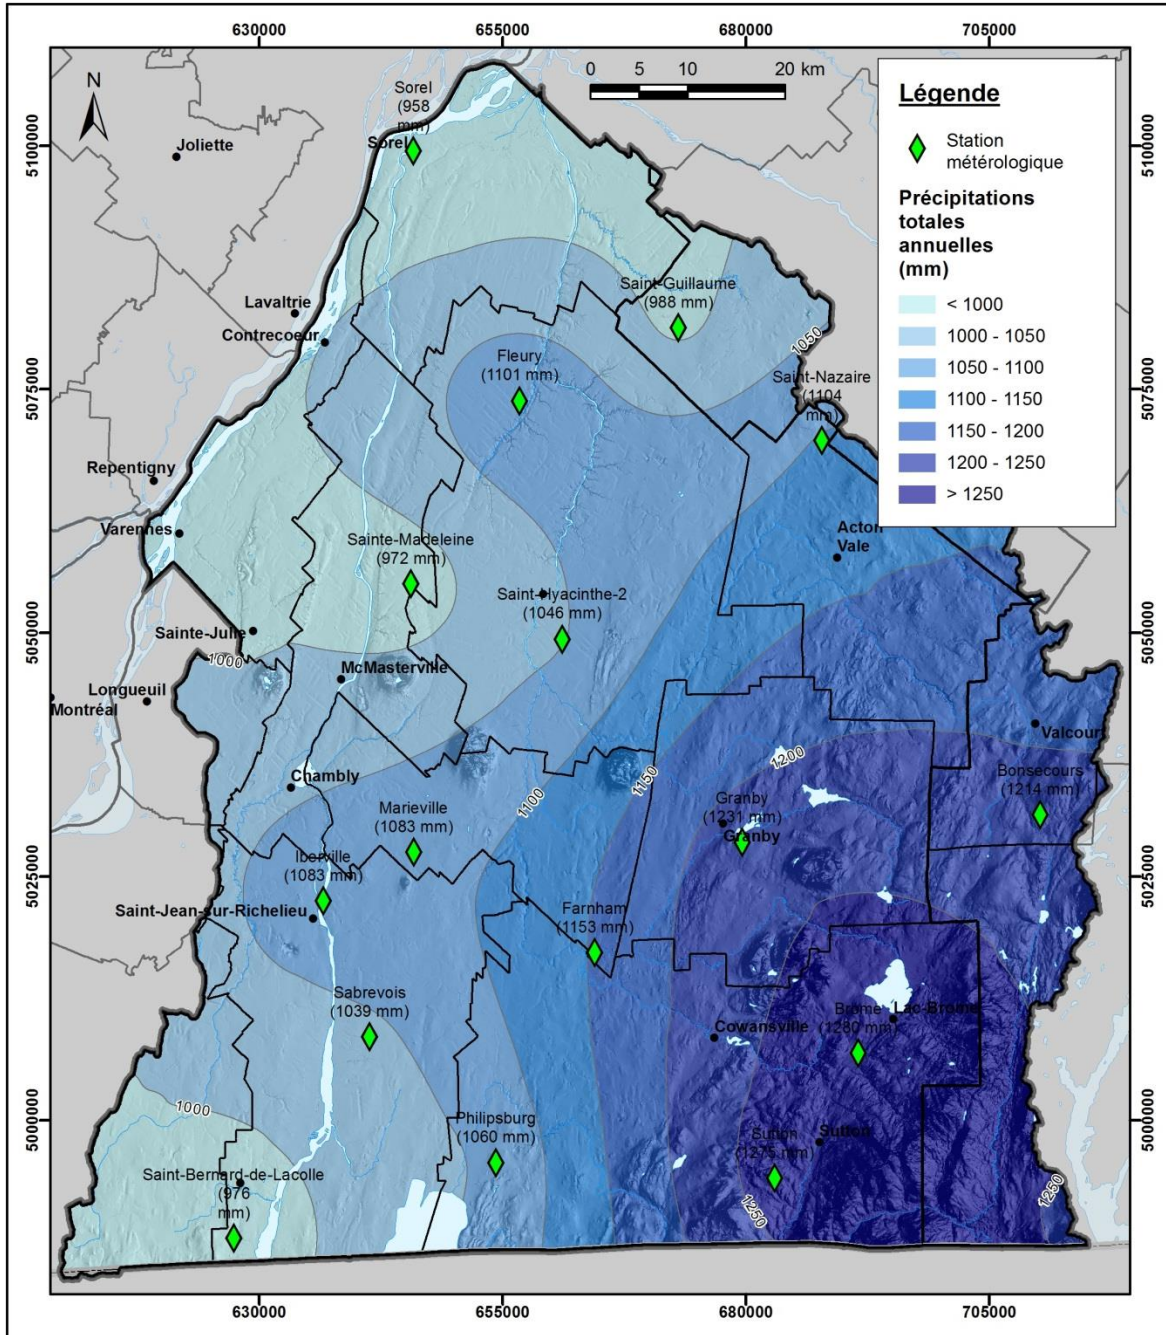 630000
655000
680000
705000
N
0
5
10
20 km
Légende
Station
météorologique
Précipitations
totales
annuelles
(mm)
< 1000
1000 - 1050
1050 - 1100
1100 - 1150
1150 - 1200
1200 - 1250
> 1250
5100000
5100000
Sorel
(958
mm)
Sorel
Joliette
Saint-Guillaume
(988 mm)
Lavaltrie
Contrecoeur
1050
Fleury
(1101 mm)
Saint-Nazaire
(1104
mm)
5075000
5075000
Repentigny
Varennes
Acton
Vale
Sainte-Madeleine
(972 mm)
Saint-Hyacinthe-2
(1046 mm)
5050000
5050000
Sainte-Julie
1000
McMasterville
Longueuil
Montréal
Valcourt
1200
1150
Bonsecours
(1214 mm)
Chambly
1100
Marieville
(1083 mm)
Granby
(1231 mm)
Granby
Iberville
(1083 mm)
5025000
5025000
Saint-Jean-sur-Richelieu
Farnham
(1153 mm)
Sabrevois
(1039 mm)
Brome
(1280 mm)
Lac-Brome
Cowansville
5000000
5000000
1000
Philipsburg
(1060 mm)
Sutton
(1275 mm)
Sutton
Saint-Bernard-de-Lacolle
(976
mm)
1250
1250
630000
655000
680000
705000